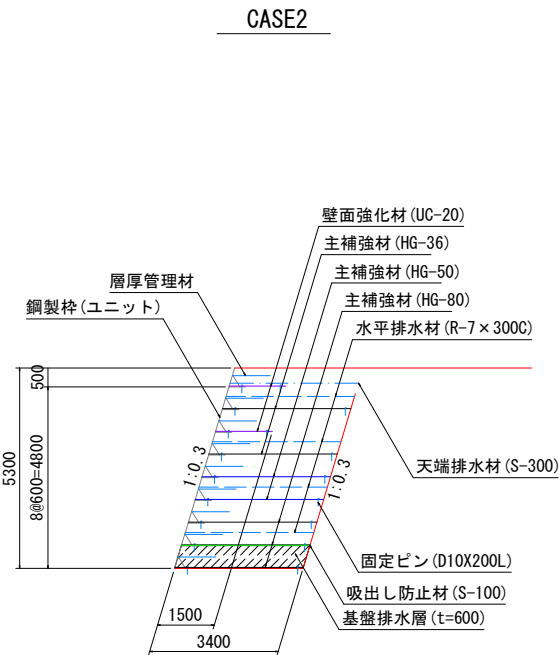 CASE2
壁面強化材(UC-20)
主補強材(HG-36)
層厚管理材
主補強材(HG-50)
鋼製枠(ユニット)
主補強材(HG-80)
水平排水材(R-7×300C)
500
5300
8@600=4800
1:0.3
1:0.3
天端排水材(S-300)
固定ピン(D10X200L)
吸出し防止材(S-100)
基盤排水層(t=600)
1500
3400